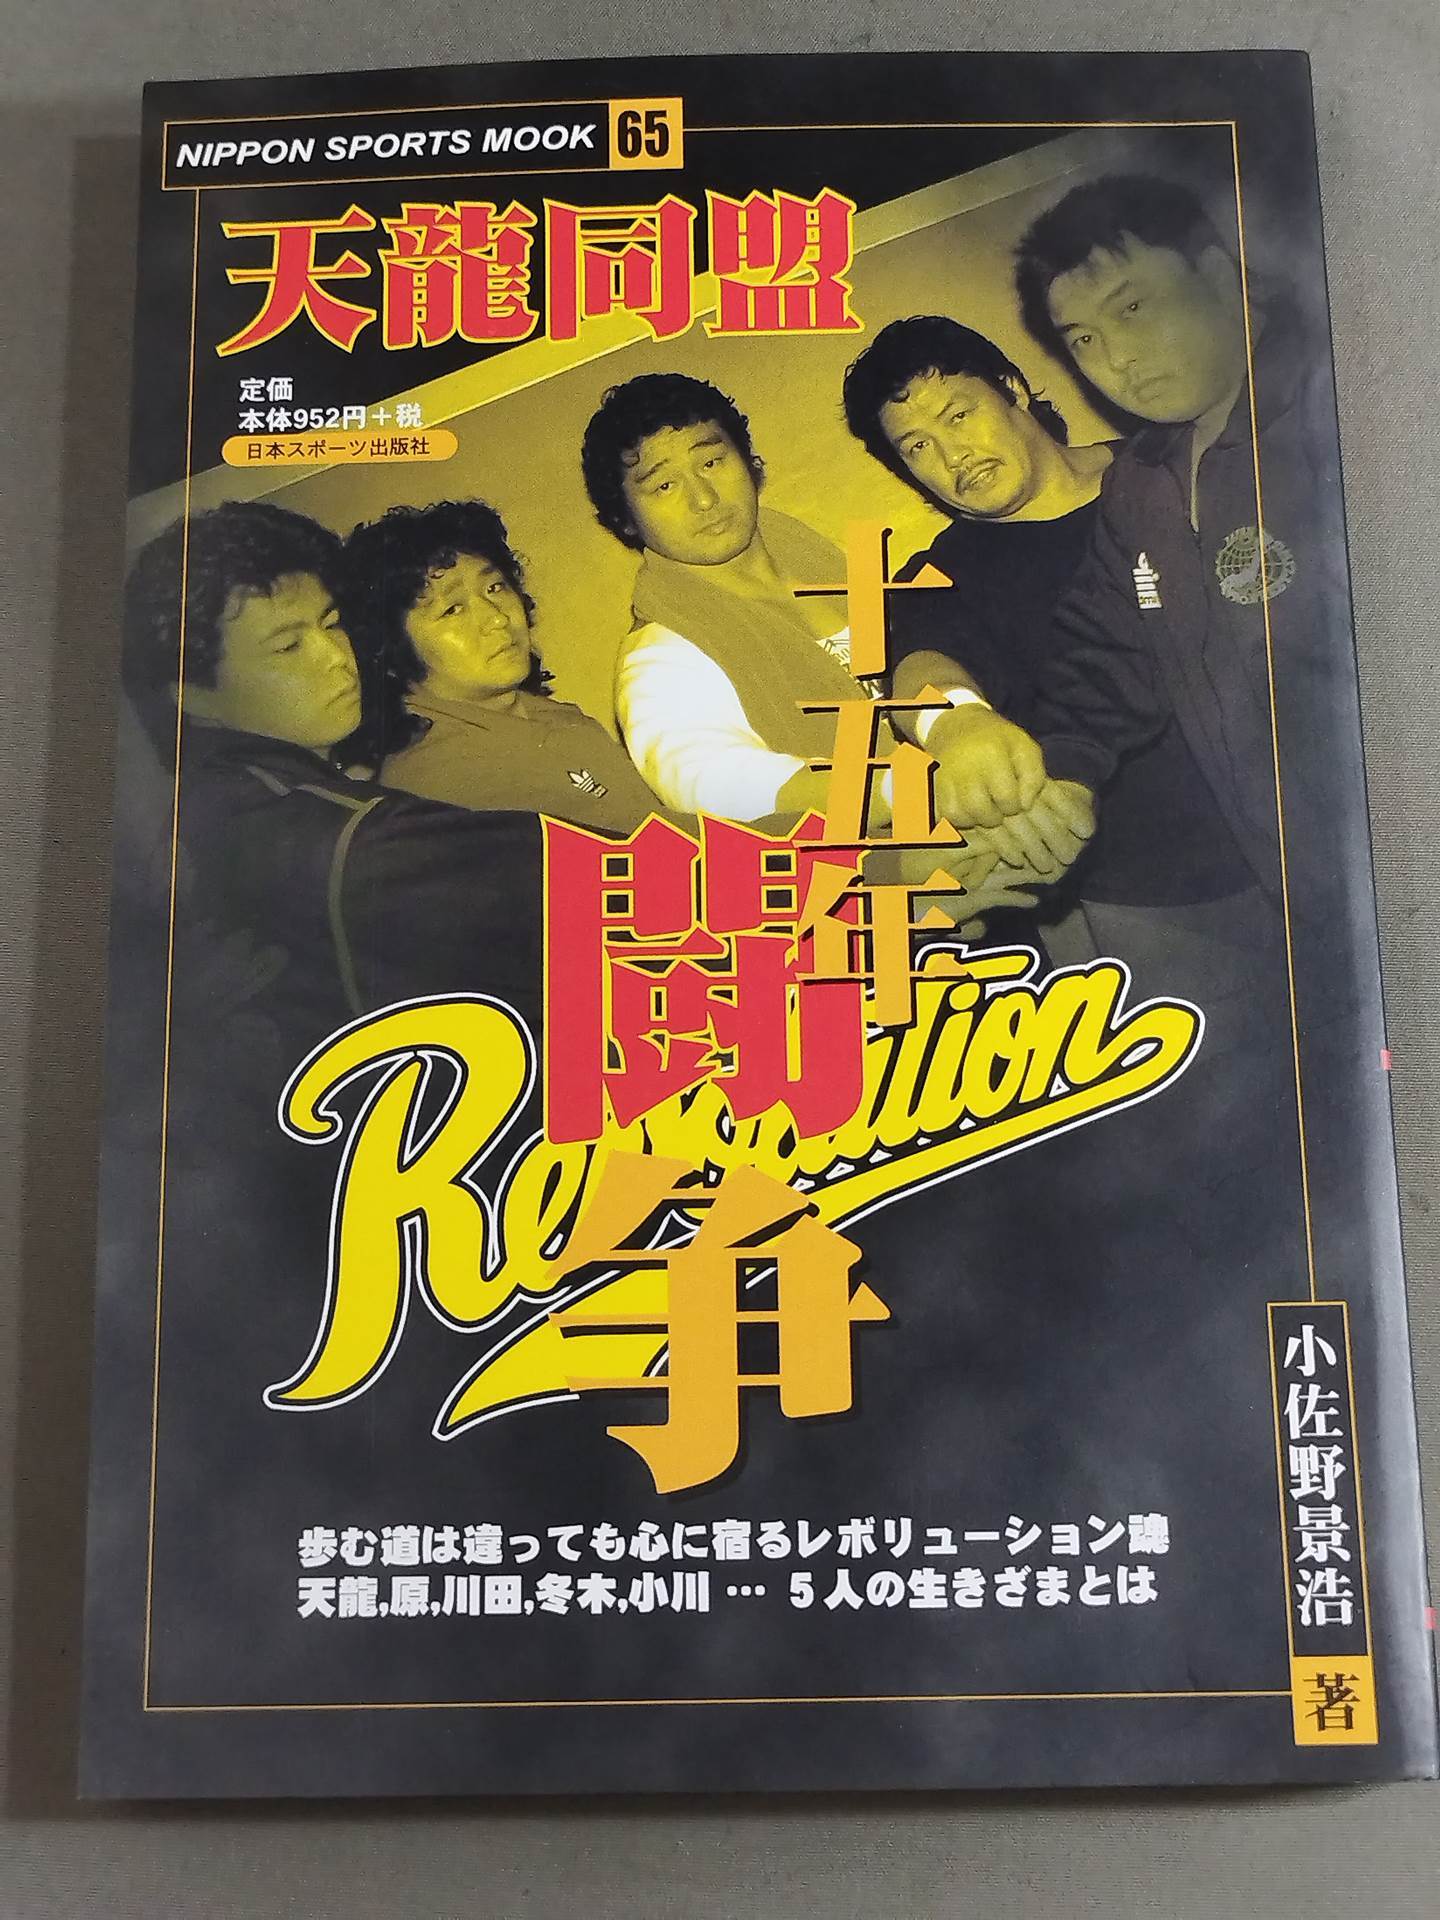 NIPPON SPORTS MOOK 65
天龍同盟
定価
本体952円+税
日本スポーツ出版社
十五年
闘争
Revolution
歩む道は違っても心に宿るレボリューション魂
天龍,原,川田,冬木,小川 … 5人の生きざまとは
小佐野景浩 著